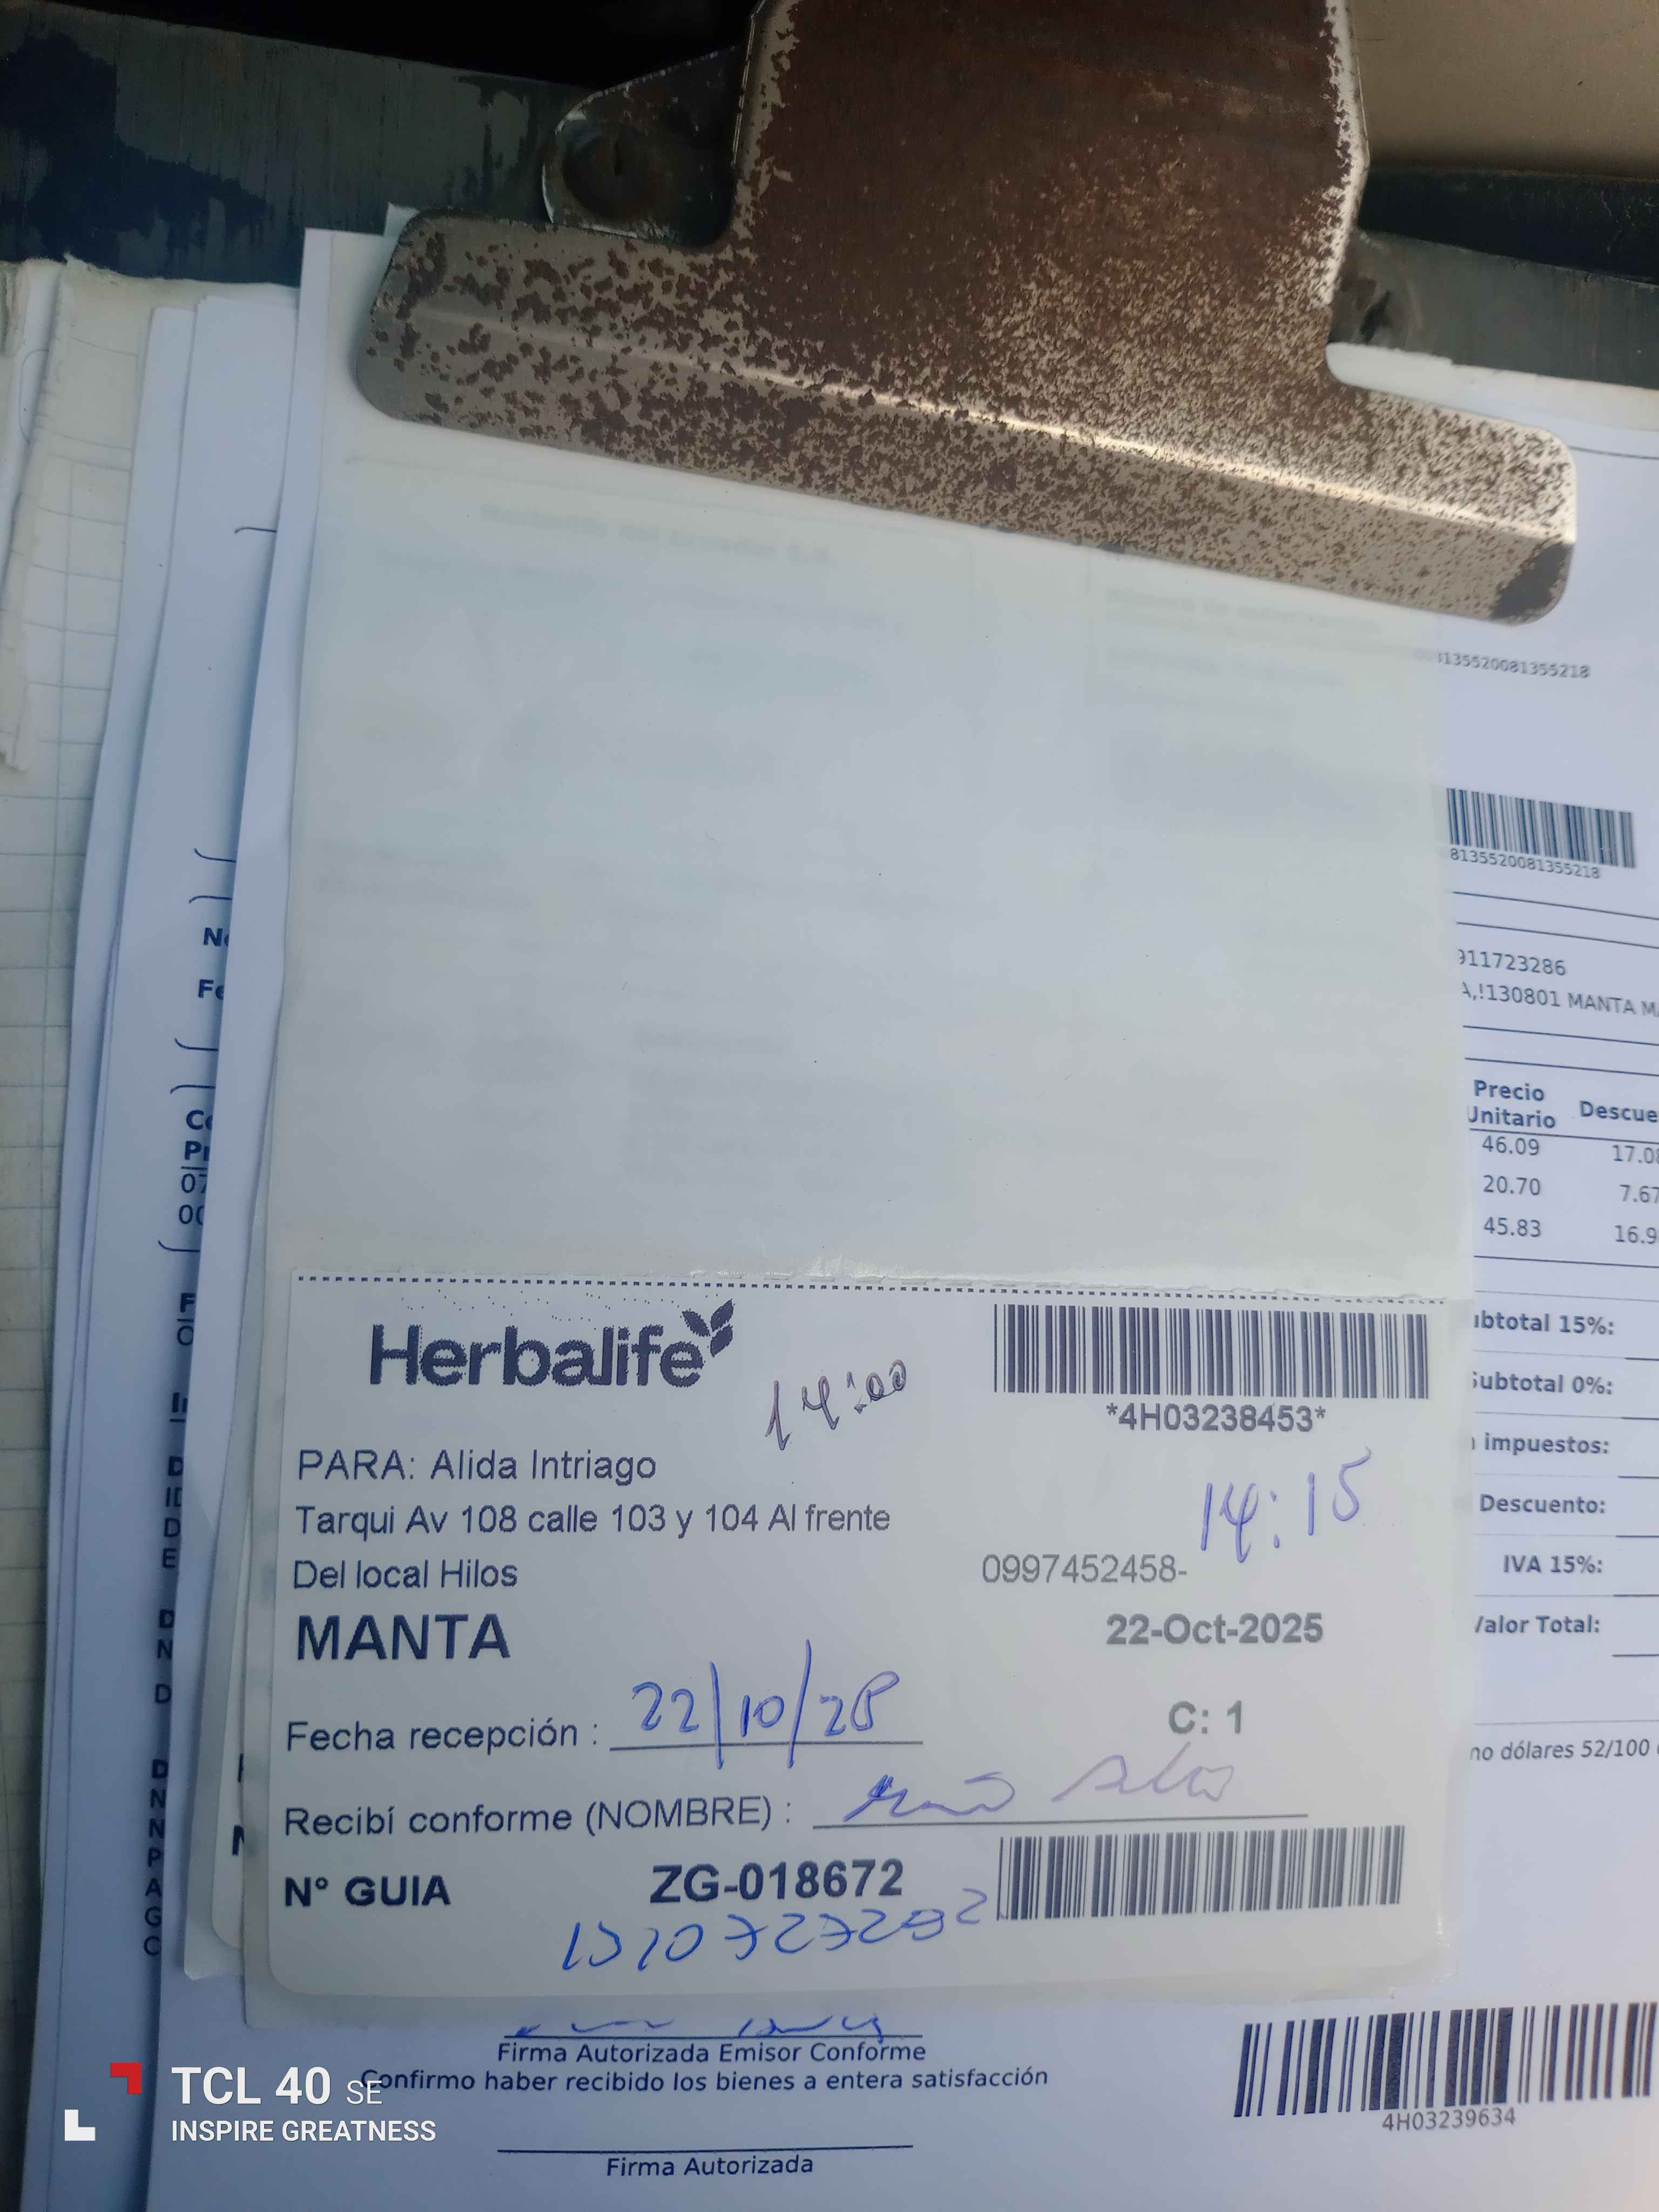 135520081355218
8135520081355218
911723286
A,!130801 MANTA M
Precio
Unitario
Descue
46.09
17.08
20.70
7.67
45.83
16.9
Subtotal 0%:
impuestos:
Descuento:
IVA 15%:
Valor Total:
no dólares 52/100
Herbalife
14:00
*4H03238453*
PARA: Alida Intriago
14:15
Tarqui Av 108 calle 103 y 104 Al frente
Del local Hilos
0997452458-
MANTA
22-Oct-2025
Fecha recepción : 22/10/25
C: 1
Recibí conforme (NOMBRE) :
N° GUIA ZG-018672
Firma Autorizada Emisor Conforme
Confirmo haber recibido los bienes a entera satisfacción
4H03239634
Firma Autorizada
TCL 40 SE
INSPIRE GREATNESS